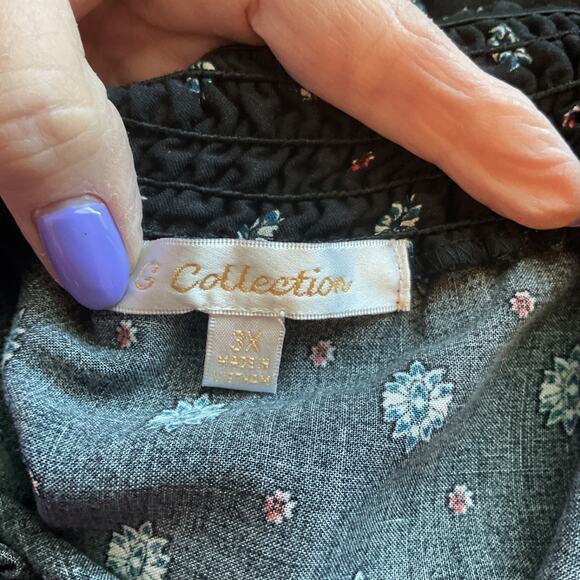 G Collection
3X
MADE IN
VIETNAM